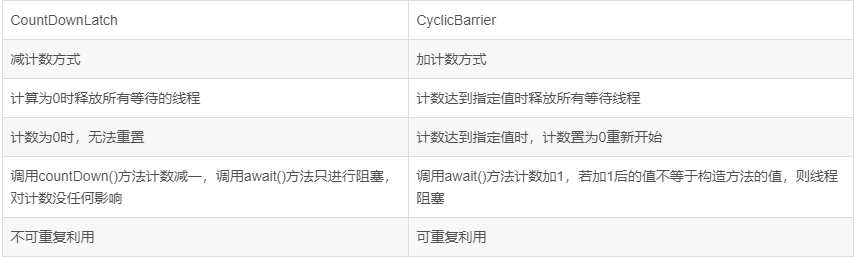 CountDownLatch
CyclicBarrier
减计数方式
加计数方式
计算为0时释放所有等待的线程
计数达到指定值时释放所有等待线程
计数为0时，无法重置
计数达到指定值时，计数置为0重新开始
调用countDown()方法计数减一，调用await()方法只进行阻塞，
对计数没任何影响
调用await()方法计数加1，若加1后的值不等于构造方法的值，则线程
阻塞
不可重复利用
可重复利用